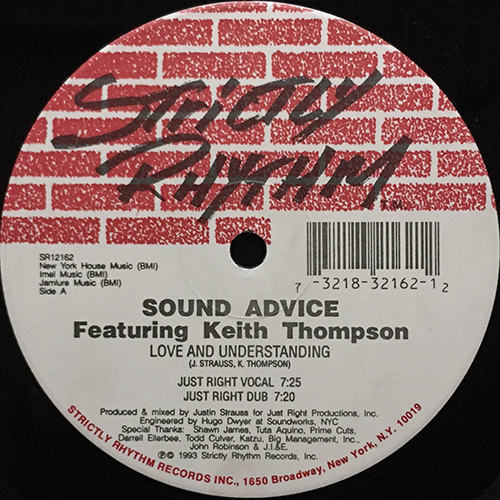 STRICTLY
RHYTHM T.M.
SR12162
New York House Music (BMI)
Imel Music (BMI)
Jamlure Music (BMI)
Side A
7 -3218-32162-1 2
SOUND ADVICE
Featuring Keith Thompson
LOVE AND UNDERSTANDING
(J. STRAUSS, K. THOMPSON)
JUST RIGHT VOCAL 7:25
JUST RIGHT DUB 7:20
Produced & mixed by Justin Strauss for Just Right Productions, Inc.
Engineered by Hugo Dwyer at Soundworks, NYC
Special Thanks: Shawn James, Tuta Aquino, Prime Cuts,
Darrell Ellerbee, Todd Culver, Katzu, Big Management, Inc.,
John Robinson & J.I.&E.
℗© 1993 Strictly Rhythm Records, Inc.
STRICTLY RHYTHM RECORDS INC., 1650 Broadway, New York, N.Y. 10019